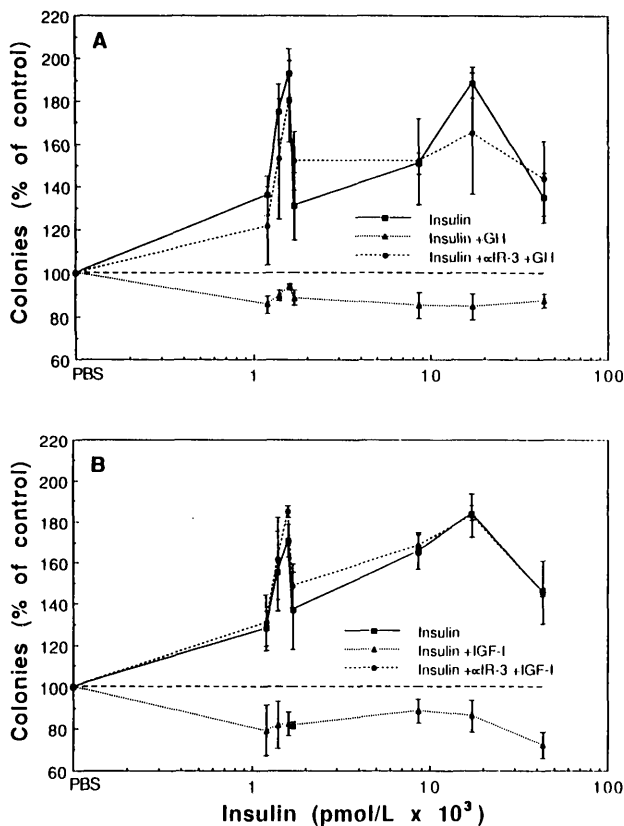 A
Colonies (% of control)
220
200
180
160
140
120
100
80
60
Insulin
Insulin +GH
Insulin +αIR-3 +GH
PBS
1
10
100
B
Colonies (% of control)
220
200
180
160
140
120
100
80
60
Insulin
Insulin +IGF-I
Insulin +αIR-3 +IGF-I
PBS
1
10
100
Insulin (pmol/L x 10³)